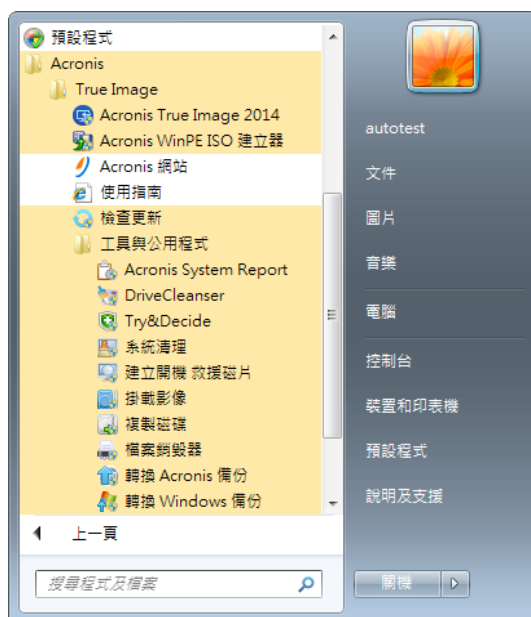 預設程式
Acronis
True Image
Acronis True Image 2014
Acronis WinPE ISO 建立器
Acronis 網站
使用指南
檢查更新
工具與公用程式
Acronis System Report
DriveCleanser
Try&Decide
系統清理
建立開機 救援磁片
掛載影像
複製磁碟
檔案銷毀器
轉換 Acronis 備份
轉換 Windows 備份
上一頁
搜尋程式及檔案
autotest
文件
圖片
音樂
電腦
控制台
裝置和印表機
預設程式
說明及支援
關機